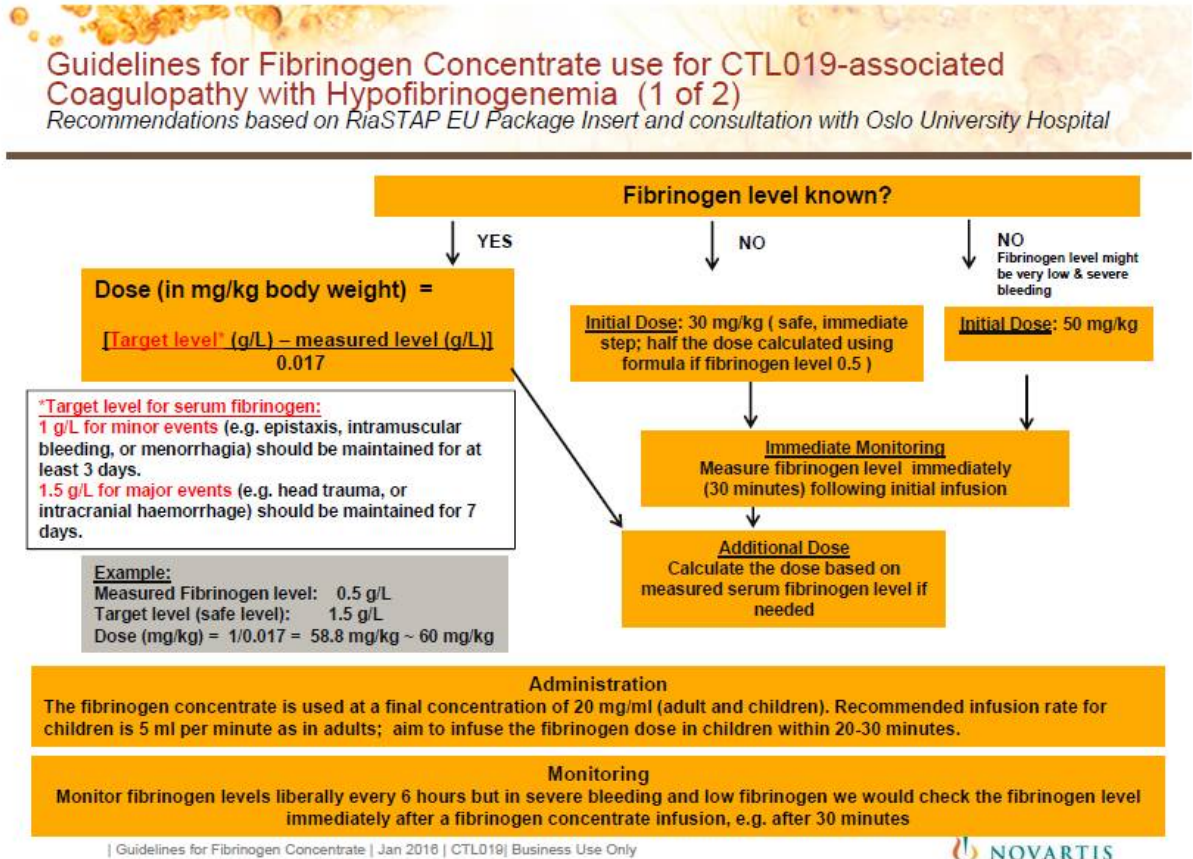 Guidelines for Fibrinogen Concentrate use for CTL019-associated
Coagulopathy with Hypofibrinogenemia (1 of 2)
Recommendations based on RiaSTAP EU Package Insert and consultation with Oslo University Hospital
Fibrinogen level known?
YES
NO
NO
Fibrinogen level might
be very low & severe
bleeding
Dose (in mg/kg body weight) =
[Target level* (g/L) – measured level (g/L)]
0.017
Initial Dose: 30 mg/kg ( safe, immediate
step; half the dose calculated using
formula if fibrinogen level 0.5 )
Initial Dose: 50 mg/kg
*Target level for serum fibrinogen:
1 g/L for minor events (e.g. epistaxis, intramuscular
bleeding, or menorrhagia) should be maintained for at
least 3 days.
1.5 g/L for major events (e.g. head trauma, or
intracranial haemorrhage) should be maintained for 7
days.
Immediate Monitoring
Measure fibrinogen level immediately
(30 minutes) following initial infusion
Additional Dose
Calculate the dose based on
measured serum fibrinogen level if
needed
Example:
Measured Fibrinogen level: 0.5 g/L
Target level (safe level): 1.5 g/L
Dose (mg/kg) = 1/0.017 = 58.8 mg/kg ~ 60 mg/kg
Administration
The fibrinogen concentrate is used at a final concentration of 20 mg/ml (adult and children). Recommended infusion rate for
children is 5 ml per minute as in adults; aim to infuse the fibrinogen dose in children within 20-30 minutes.
Monitoring
Monitor fibrinogen levels liberally every 6 hours but in severe bleeding and low fibrinogen we would check the fibrinogen level
immediately after a fibrinogen concentrate infusion, e.g. after 30 minutes
| Guidelines for Fibrinogen Concentrate | Jan 2016 | CTL019| Business Use Only
NOVARTIS